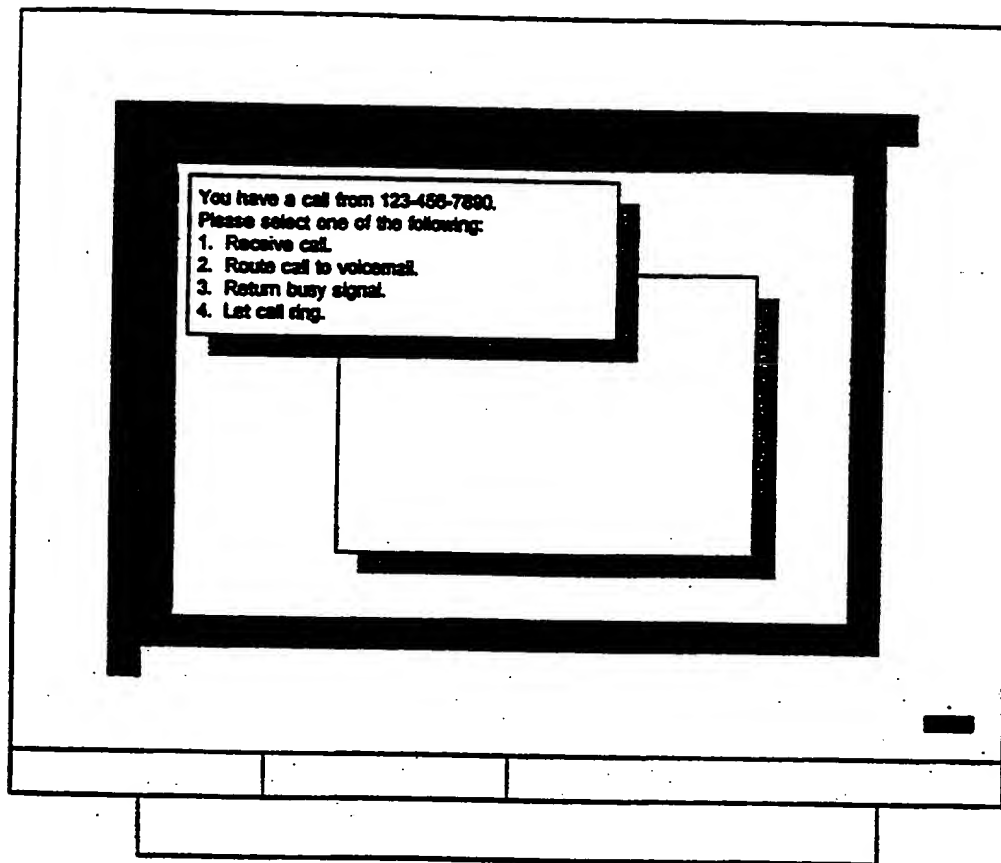 You have a call from 123-456-7890.
Please select one of the following:
1. Receive call.
2. Route call to voicemail.
3. Return busy signal.
4. Let call ring.